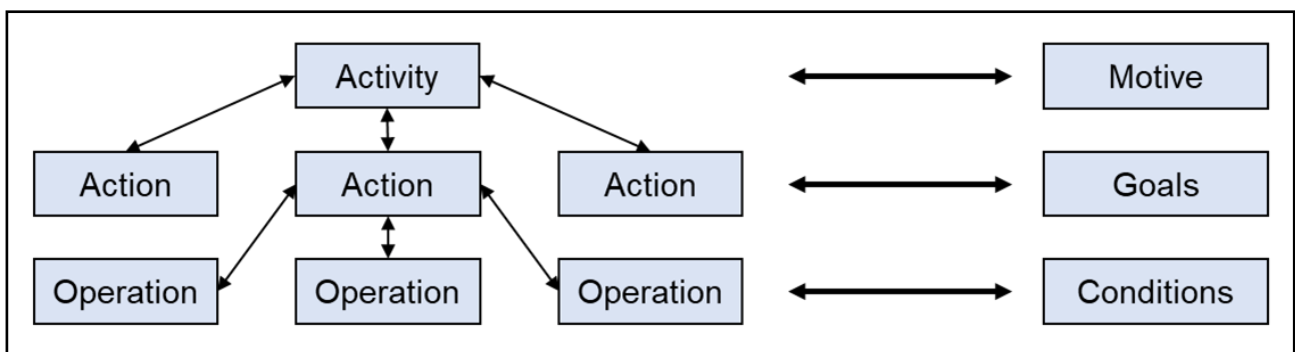 Activity
Motive
Action
Action
Action
Goals
Operation
Operation
Operation
Conditions